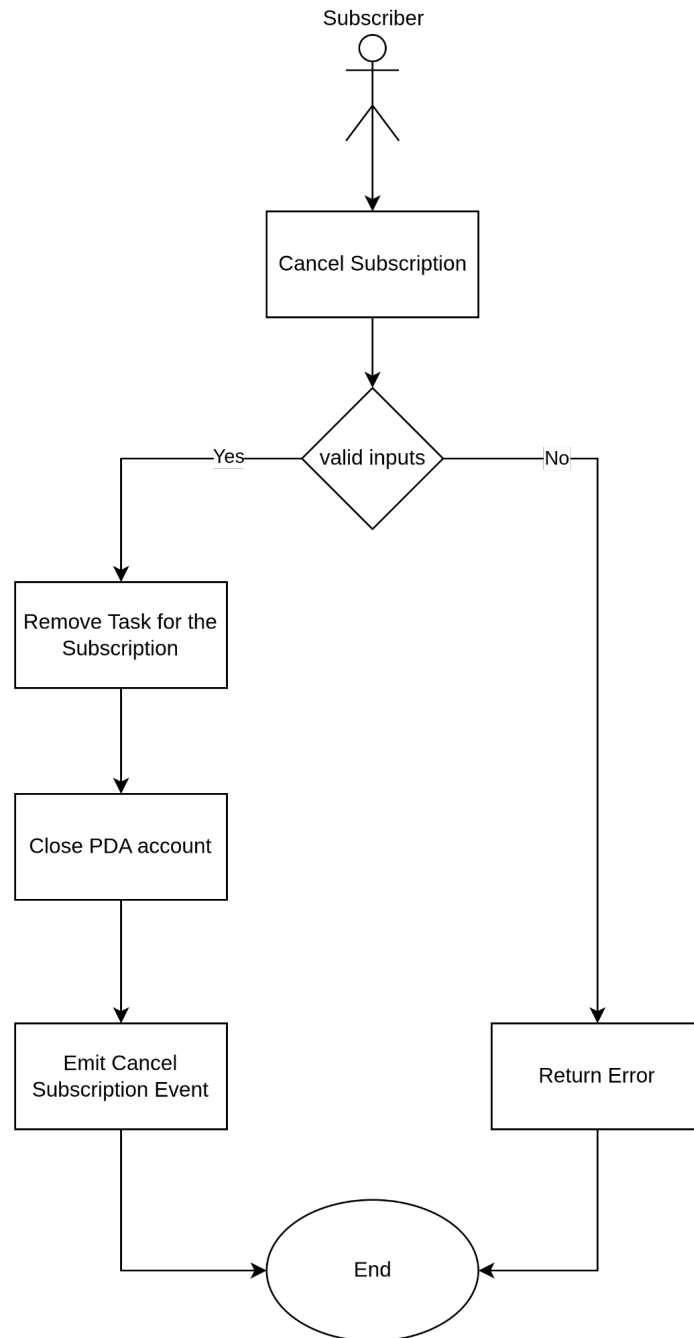 Subscriber
Cancel Subscription
valid inputs
Yes
No
Remove Task for the
Subscription
Close PDA account
Emit Cancel
Subscription Event
Return Error
End